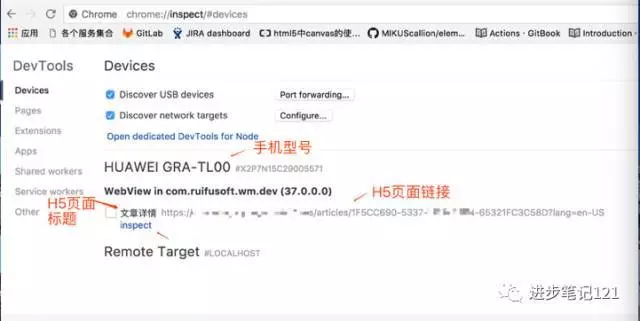 Chrome chrome://inspect/#devices
应用 各个服务集合 GitLab JIRA dashboard html5中canvas的使... MIKUScallion/elem... Actions · GitBook Introduction ·
DevTools
Devices
Pages
Extensions
Apps
Shared workers
Service workers
Other
Devices
Discover USB devices Port forwarding...
Discover network targets Configure...
Open dedicated DevTools for Node
手机型号
HUAWEI GRA-TL00 #X2P7N15C29005571
WebView in com.ruifusoft.wm.dev (37.0.0.0)
H5页面链接
H5页面
标题
文章详情 https:// s/articles/1F5CC690-5337- 4-65321FC3C58D?lang=en-US
inspect
Remote Target #LOCALHOST
进步笔记121